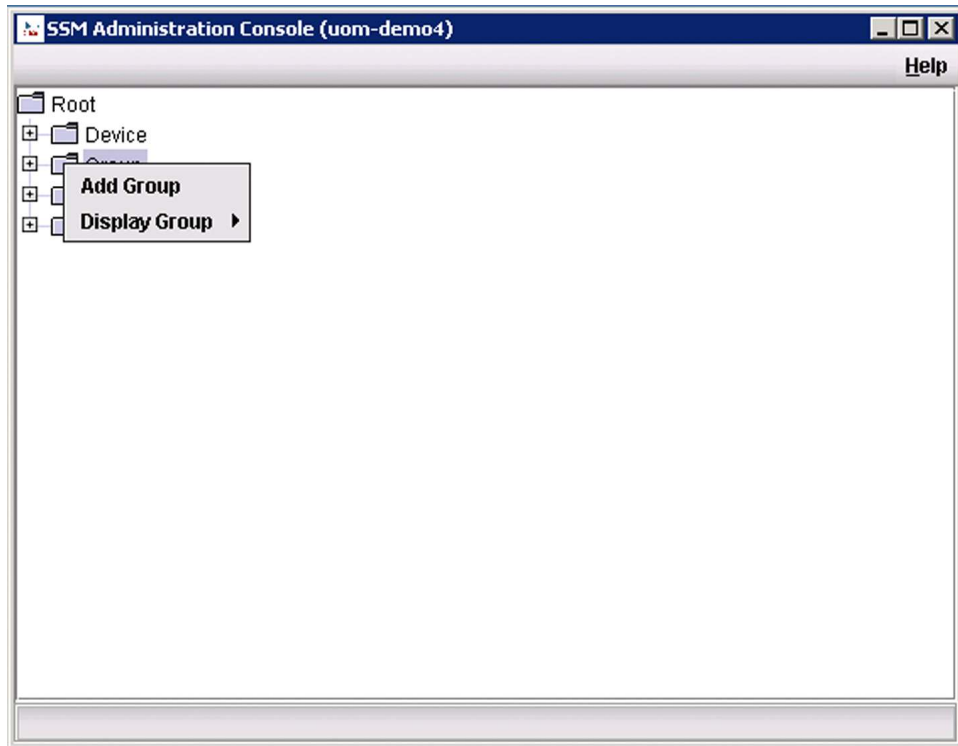 SSM Administration Console (uom-demo4)
Help
Root
Device
Add Group
Display Group